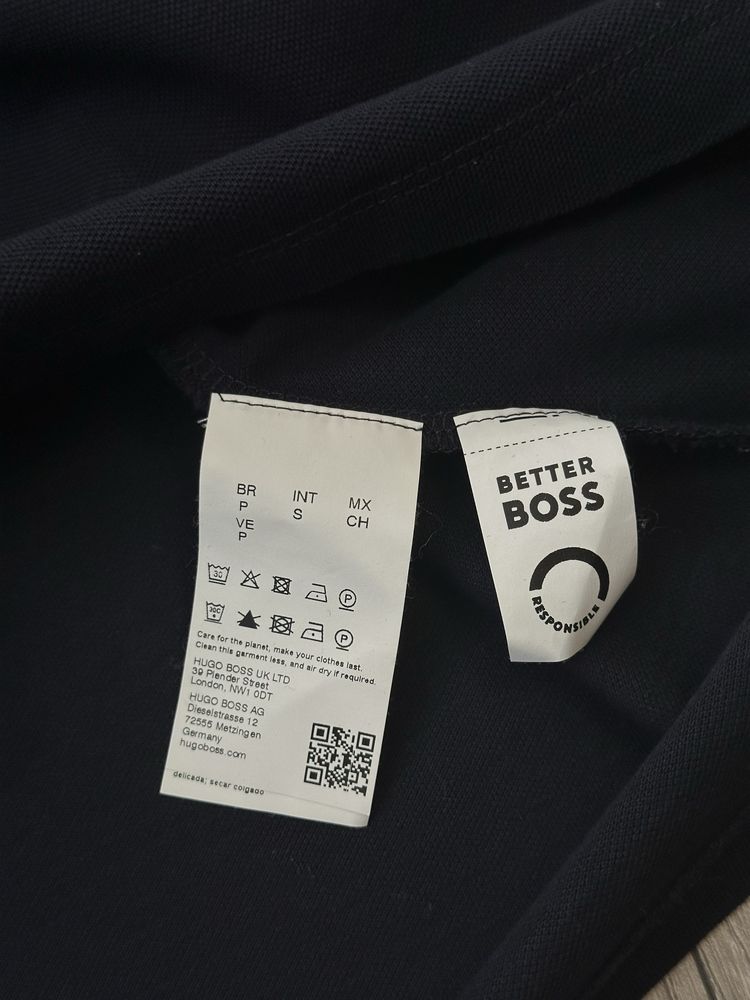 BR INT MX
P S CH
VE
P
30 P
30C P
Care for the planet, make your clothes last.
Clean this garment less, and air dry if required.
HUGO BOSS UK LTD
39 Plender Street
London, NW1 0DT
HUGO BOSS AG
Dieselstrasse 12
72555 Metzingen
Germany
hugoboss.com
delicada; secar colgado
BETTER
BOSS
RESPONSIBLE